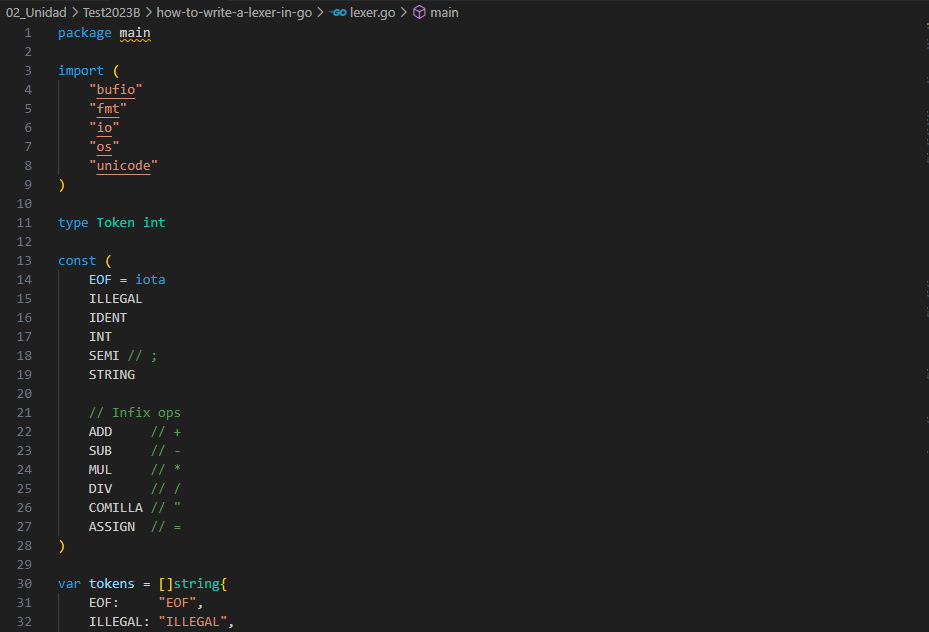 02_Unidad > Test2023B > how-to-write-a-lexer-in-go > GO lexer.go > main
1 package main
2
3 import (
4 "bufio"
5 "fmt"
6 "io"
7 "os"
8 "unicode"
9 )
10
11 type Token int
12
13 const (
14 EOF = iota
15 ILLEGAL
16 IDENT
17 INT
18 SEMI // ;
19 STRING
20
21 // Infix ops
22 ADD // +
23 SUB // -
24 MUL // *
25 DIV // /
26 COMILLA // "
27 ASSIGN // =
28 )
29
30 var tokens = []string{
31 EOF: "EOF",
32 ILLEGAL: "ILLEGAL",